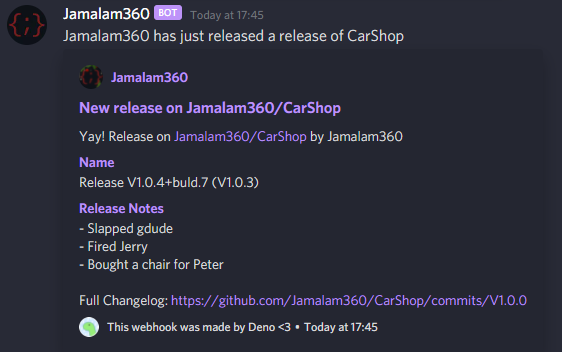 Jamalam360 BOT Today at 17:45
Jamalam360 has just released a release of CarShop
Jamalam360
New release on Jamalam360/CarShop
Yay! Release on Jamalam360/CarShop by Jamalam360
Name
Release V1.0.4+buld.7 (V1.0.3)
Release Notes
- Slapped gdude
- Fired Jerry
- Bought a chair for Peter
Full Changelog: https://github.com/Jamalam360/CarShop/commits/V1.0.0
This webhook was made by Deno <3 • Today at 17:45